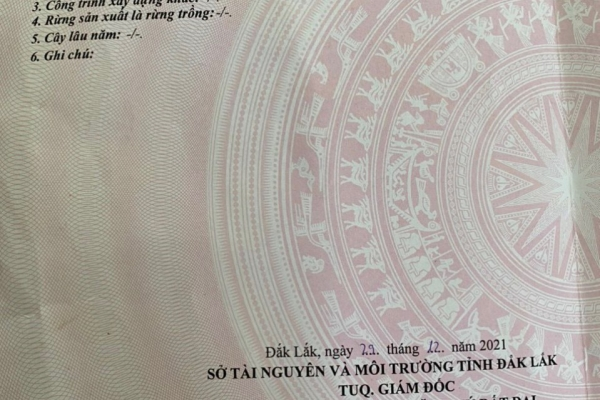 3. Công trình xây dựng khác:
4. Rừng sản xuất là rừng trồng: -/-.
5. Cây lâu năm: -/-.
6. Ghi chú:
Đắk Lắk, ngày 29. tháng 12. năm 2021
SỞ TÀI NGUYÊN VÀ MÔI TRƯỜNG TỈNH ĐẮK LẮK
TUQ. GIÁM ĐỐC